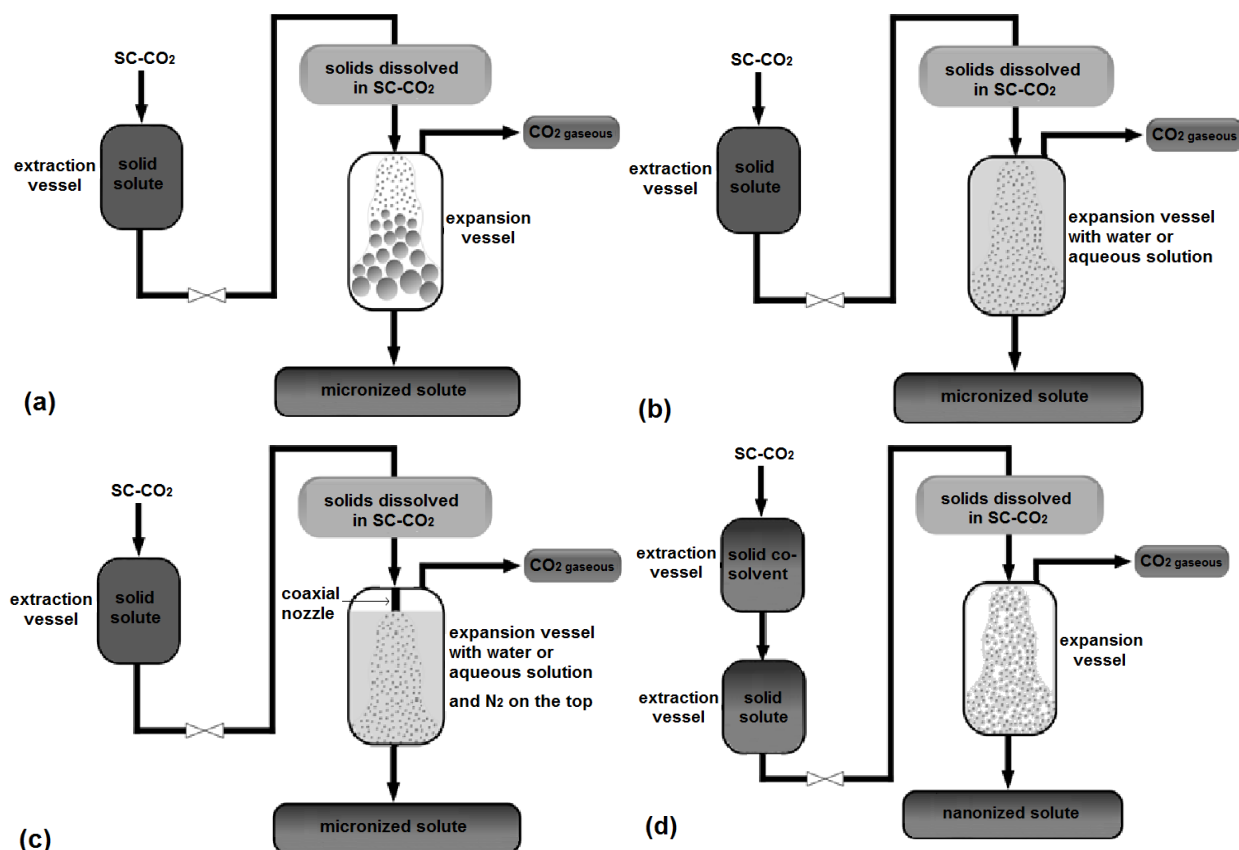 SC-CO2
solids dissolved
in SC-CO2
CO2 gaseous
extraction
vessel
solid
solute
expansion
vessel
micronized solute
(a)
SC-CO2
solids dissolved
in SC-CO2
CO2 gaseous
extraction
vessel
solid
solute
expansion vessel
with water or
aqueous solution
micronized solute
(b)
SC-CO2
solids dissolved
in SC-CO2
CO2 gaseous
extraction
vessel
solid
solute
coaxial
nozzle
expansion vessel
with water or
aqueous solution
and N2 on the top
micronized solute
(c)
SC-CO2
solids dissolved
in SC-CO2
CO2 gaseous
extraction
vessel
solid co-
solvent
extraction
vessel
solid
solute
expansion
vessel
nanonized solute
(d)